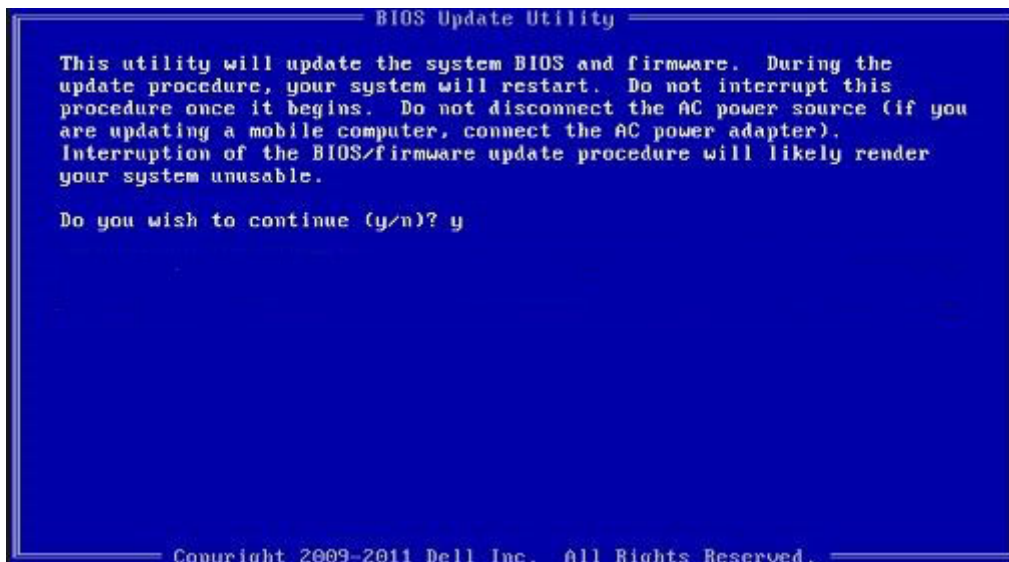 BIOS Update Utility
This utility will update the system BIOS and firmware. During the
update procedure, your system will restart. Do not interrupt this
procedure once it begins. Do not disconnect the AC power source (if you
are updating a mobile computer, connect the AC power adapter).
Interruption of the BIOS/firmware update procedure will likely render
your system unusable.
Do you wish to continue (y/n)? y
Copyright 2009-2011 Dell Inc. All Rights Reserved.